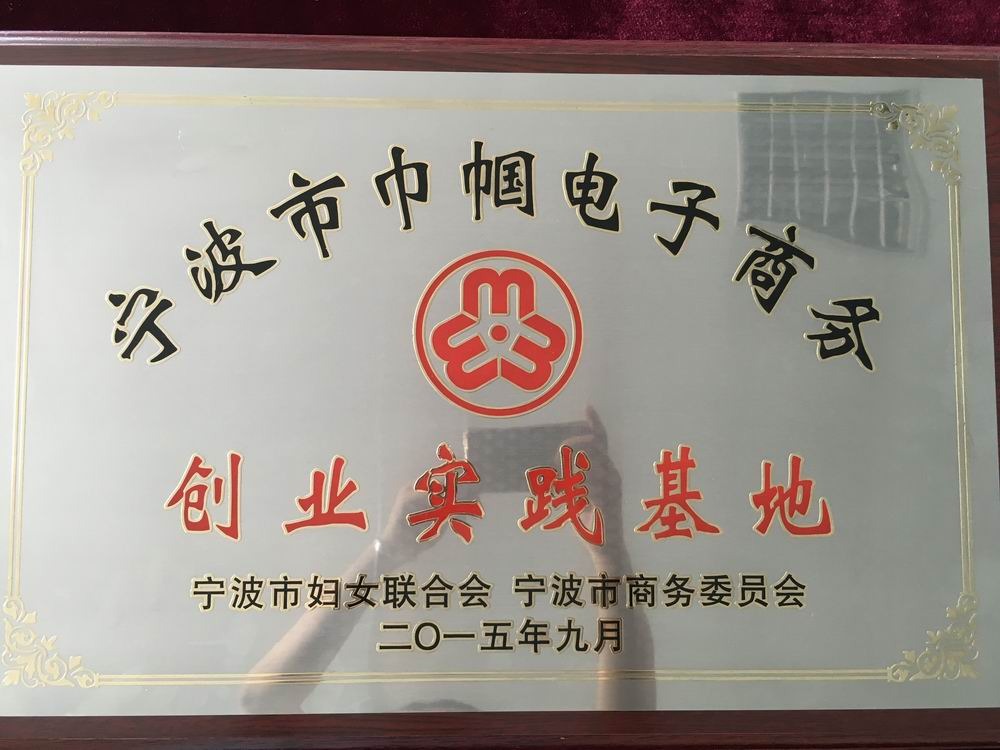 宁波市巾帼电子商务
创业实践基地
宁波市妇女联合会 宁波市商务委员会
二〇一五年九月